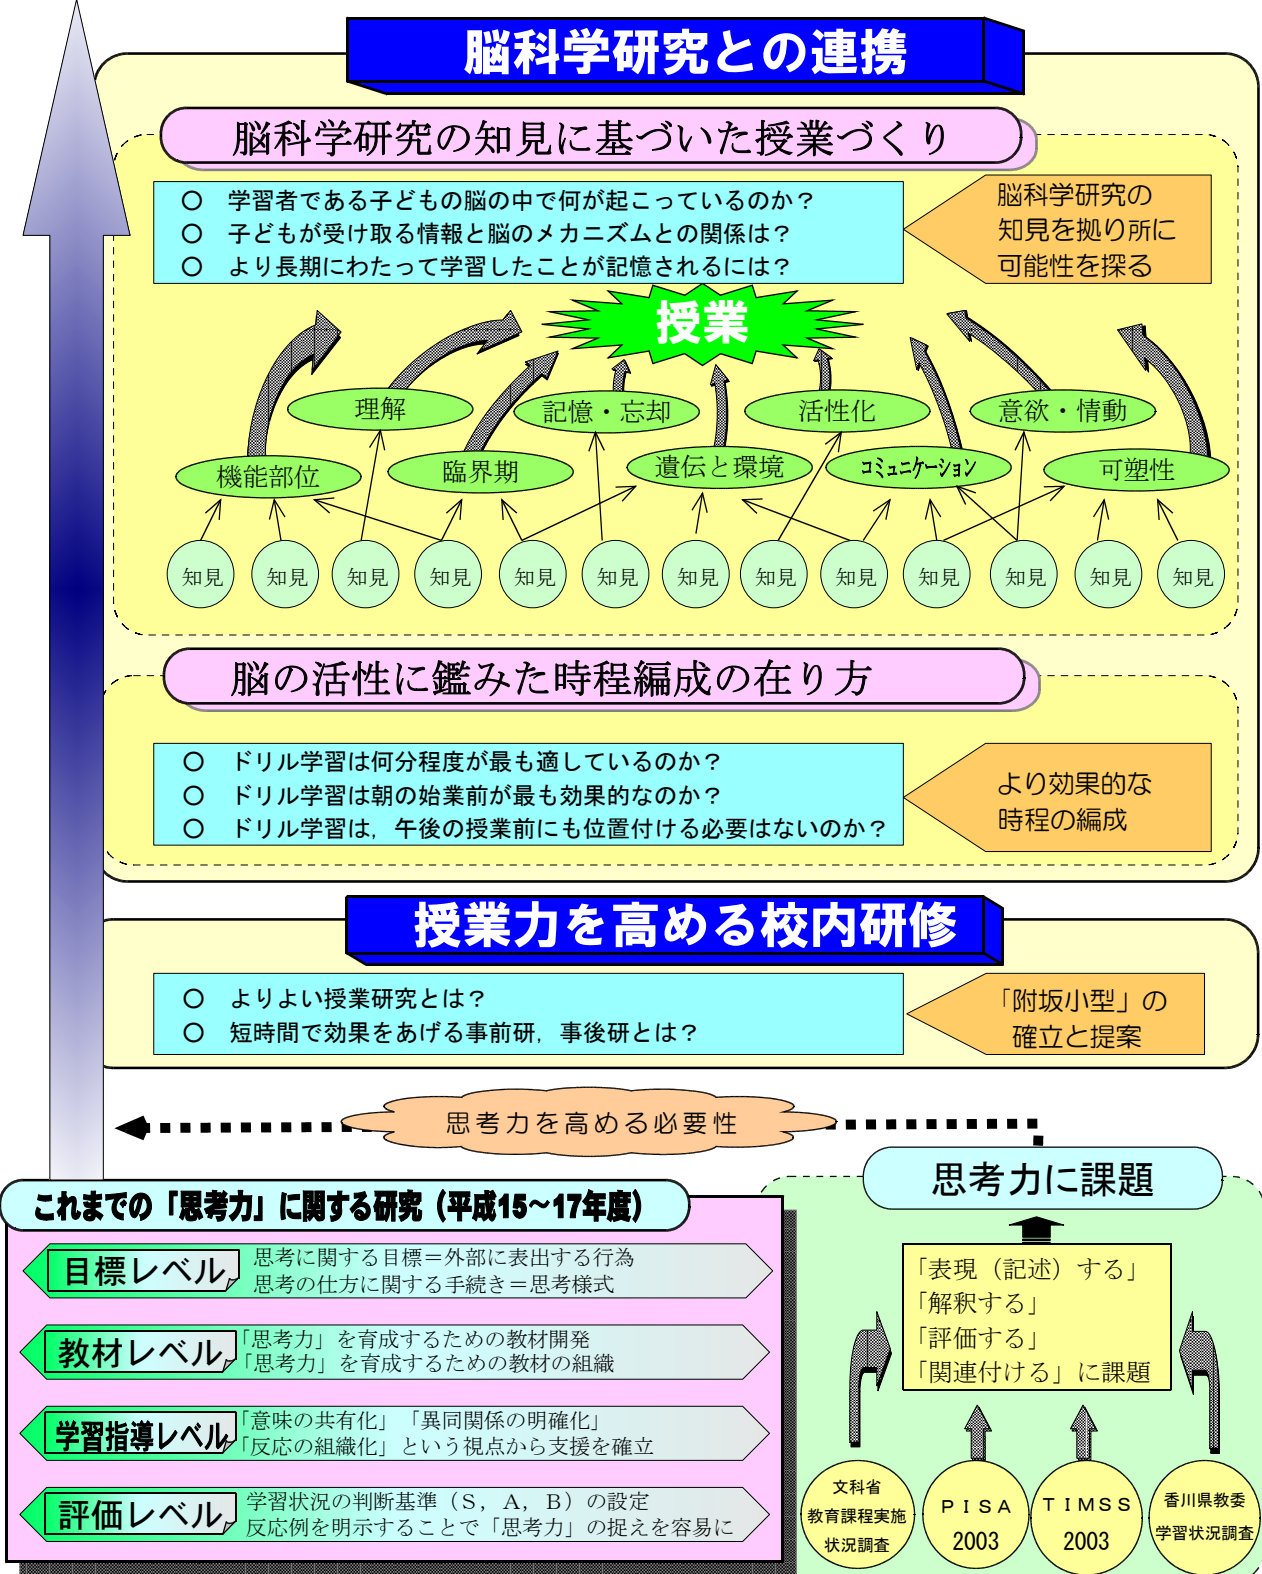 脳科学研究との連携
脳科学研究の知見に基づいた授業づくり
○ 学習者である子どもの脳の中で何が起こっているのか？
○ 子どもが受け取る情報と脳のメカニズムとの関係は？
○ より長期にわたって学習したことが記憶されるには？
脳科学研究の
知見を拠り所に
可能性を探る
授業
理解
記憶・忘却
活性化
意欲・情動
機能部位
臨界期
遺伝と環境
コミュニケーション
可塑性
知見
知見
知見
知見
知見
知見
知見
知見
知見
知見
知見
知見
知見
脳の活性に鑑みた時程編成の在り方
○ ドリル学習は何分程度が最も適しているのか？
○ ドリル学習は朝の始業前が最も効果的なのか？
○ ドリル学習は，午後の授業前にも位置付ける必要はないのか？
より効果的な
時程の編成
授業力を高める校内研修
○ よりよい授業研究とは？
○ 短時間で効果をあげる事前研，事後研とは？
「附坂小型」の
確立と提案
思考力を高める必要性
これまでの「思考力」に関する研究（平成15～17年度）
目標レベル
思考に関する目標＝外部に表出する行為
思考の仕方に関する手続き＝思考様式
教材レベル
「思考力」を育成するための教材開発
「思考力」を育成するための教材の組織
学習指導レベル
「意味の共有化」「異同関係の明確化」
「反応の組織化」という視点から支援を確立
評価レベル
学習状況の判断基準（Ｓ，Ａ，Ｂ）の設定
反応例を明示することで「思考力」の捉えを容易に
思考力に課題
「表現（記述）する」
「解釈する」
「評価する」
「関連付ける」に課題
文科省
教育課程実施
状況調査
ＰＩＳＡ
2003
ＴＩＭＳＳ
2003
香川県教委
学習状況調査